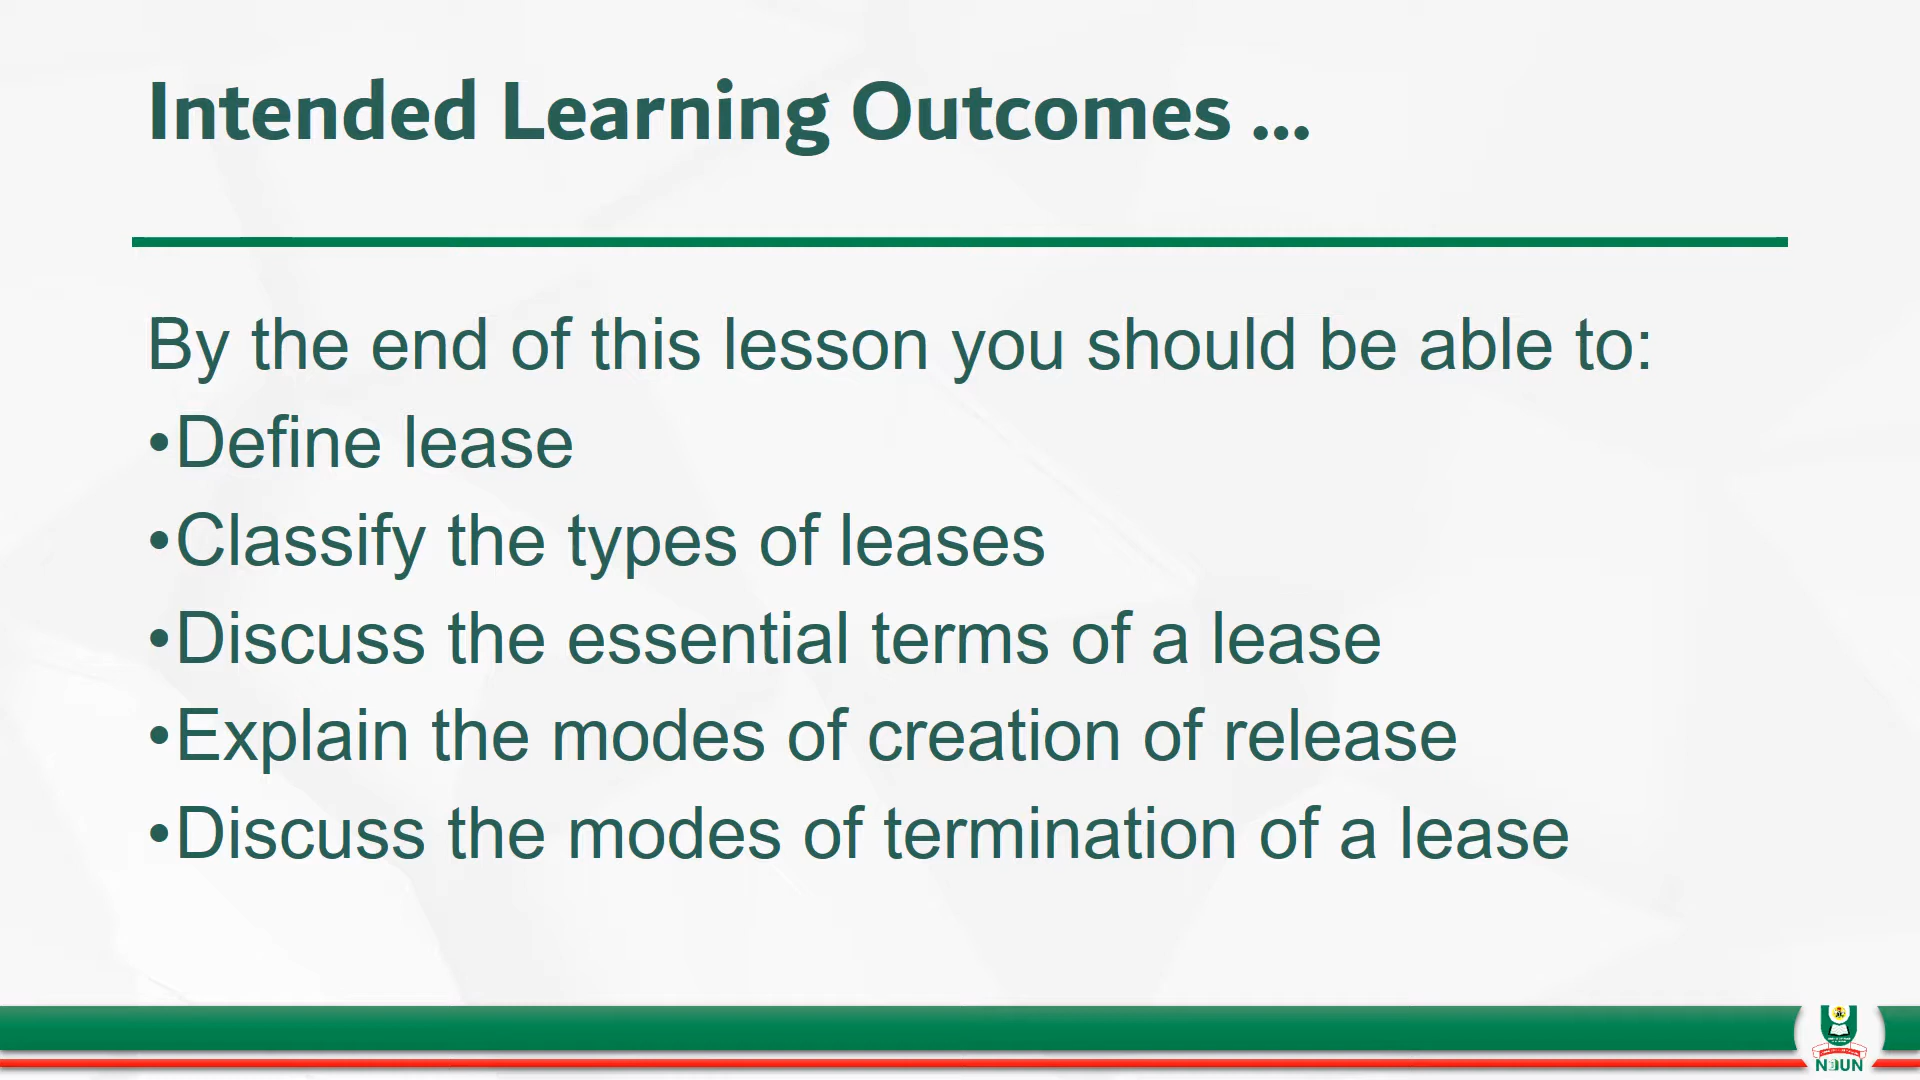 Intended Learning Outcomes ...
By the end of this lesson you should be able to:
•Define lease
•Classify the types of leases
•Discuss the essential terms of a lease
•Explain the modes of creation of release
•Discuss the modes of termination of a lease
NOUN